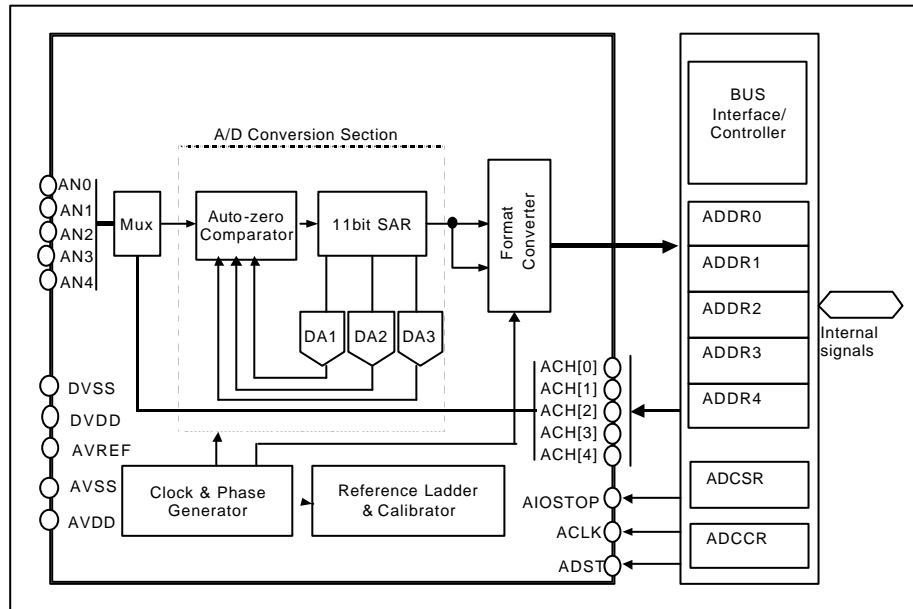 BUS
Interface/
Controller
A/D Conversion Section
AN0
AN1
AN2
AN3
AN4
Mux
Auto-zero
Comparator
11bit SAR
Format
Converter
ADDR0
ADDR1
ADDR2
ADDR3
ADDR4
Internal
signals
DA1
DA2
DA3
ACH[0]
ACH[1]
ACH[2]
ACH[3]
ACH[4]
DVSS
DVDD
AVREF
AVSS
AVDD
Clock & Phase
Generator
Reference Ladder
& Calibrator
AIOSTOP
ACLK
ADST
ADCSR
ADCCR